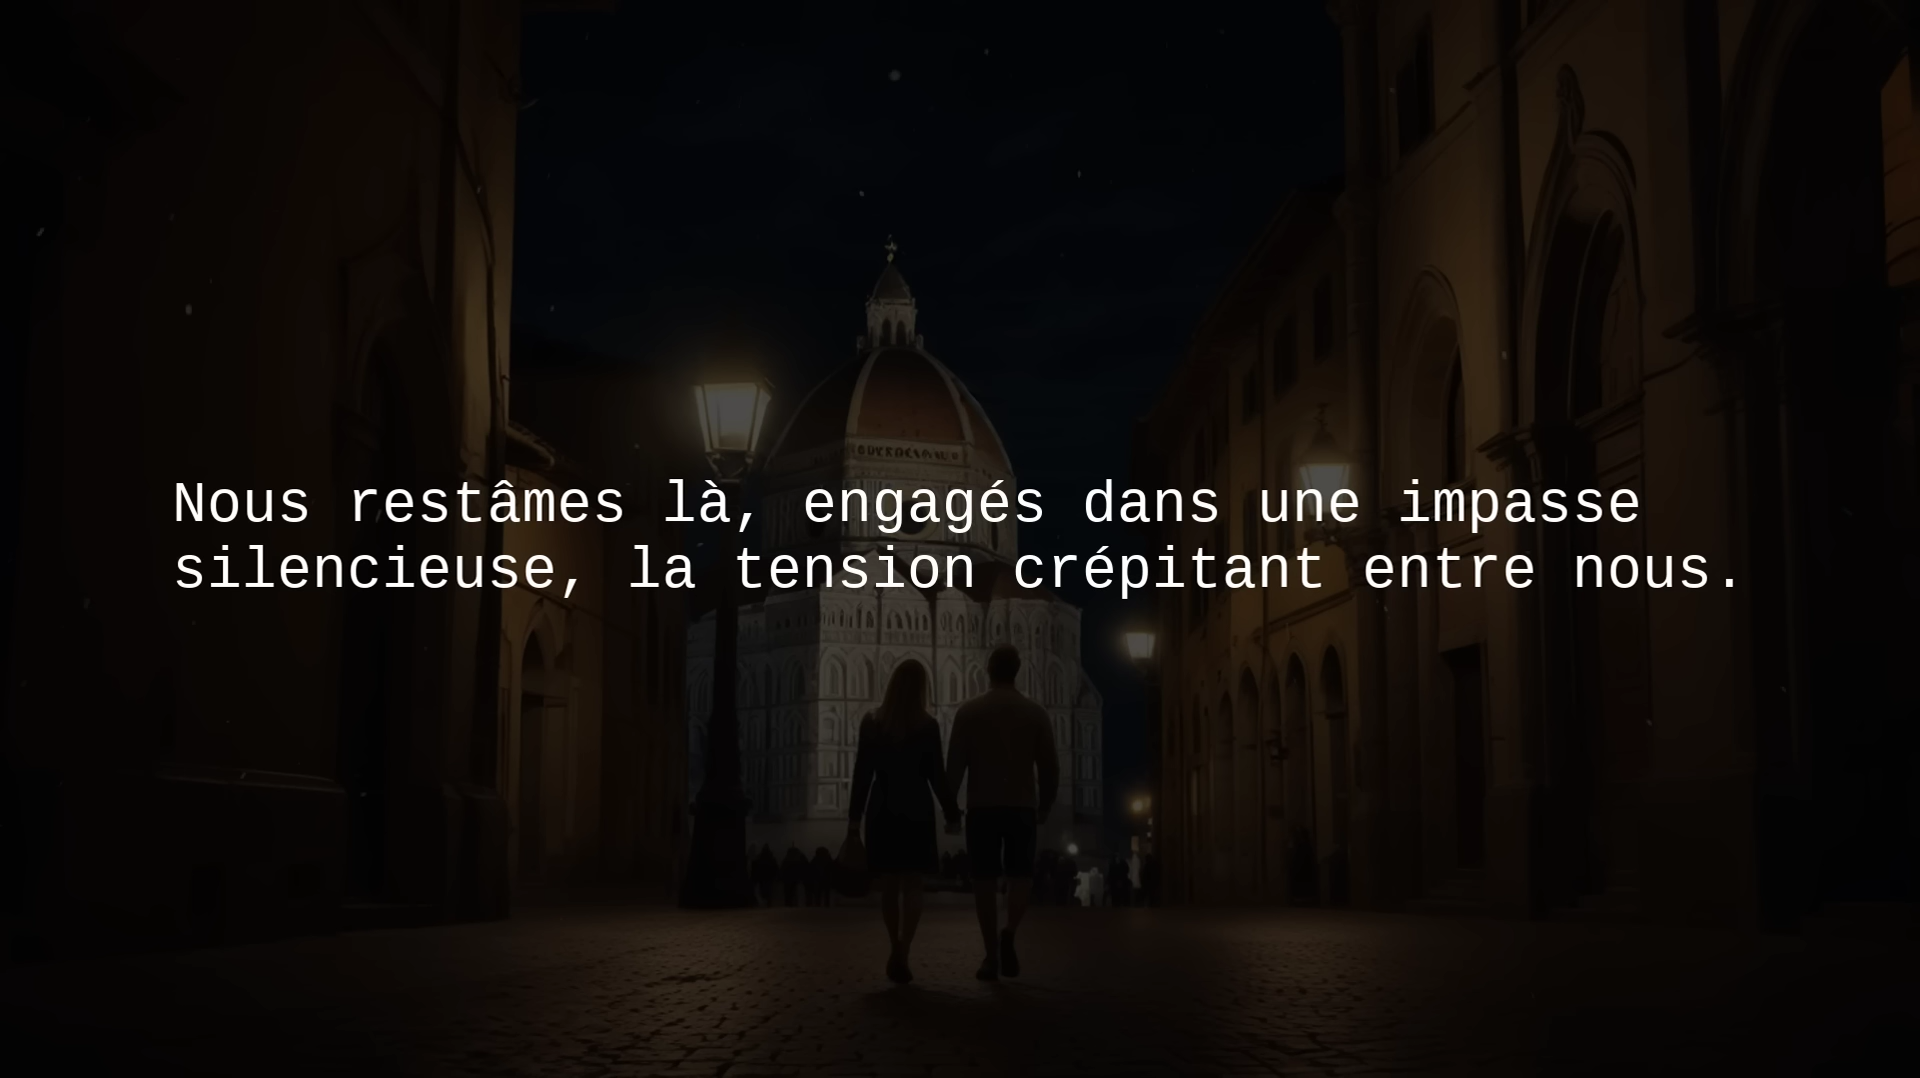 Nous restâmes là, engagés dans une impasse
silencieuse, la tension crépitant entre nous.